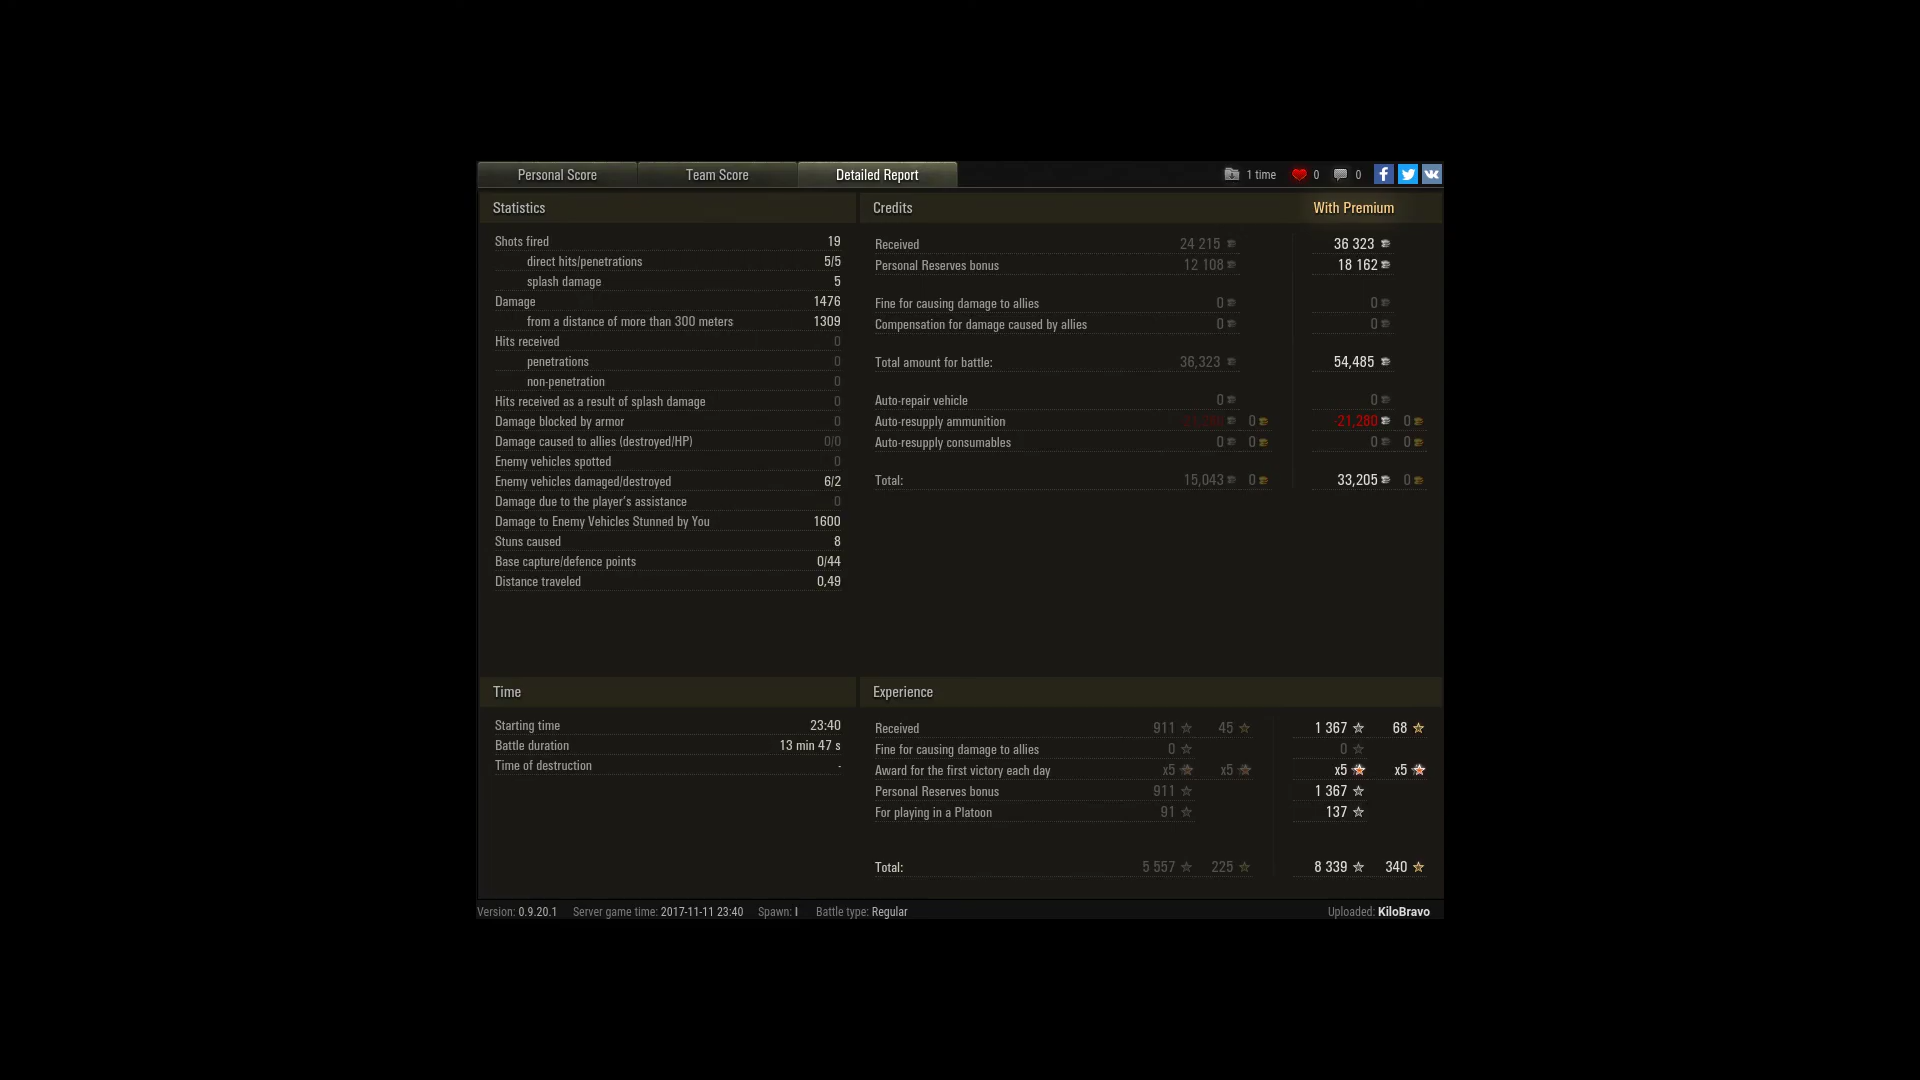 Personal Score Team Score Detailed Report 1 time 0 0
Statistics
Shots fired 19
direct hits/penetrations 5/5
splash damage 5
Damage 1476
from a distance of more than 300 meters 1309
Hits received 0
penetrations 0
non-penetration 0
Hits received as a result of splash damage 0
Damage blocked by armor 0
Damage caused to allies (destroyed/HP) 0/0
Enemy vehicles spotted 0
Enemy vehicles damaged/destroyed 6/2
Damage due to the player's assistance 0
Damage to Enemy Vehicles Stunned by You 1600
Stuns caused 8
Base capture/defence points 0/44
Distance traveled 0,49
Credits With Premium
Received 24 215 36 323
Personal Reserves bonus 12 108 18 162
Fine for causing damage to allies 0 0
Compensation for damage caused by allies 0 0
Total amount for battle: 36,323 54,485
Auto-repair vehicle 0 0
Auto-resupply ammunition 0 -21,280 0
Auto-resupply consumables 0 0 0 0
Total: 15,043 0 33,205 0
Time
Starting time 23:40
Battle duration 13 min 47 s
Time of destruction -
Experience
Received 911 45 1 367 68
Fine for causing damage to allies 0 0
Award for the first victory each day x5 x5 x5 x5
Personal Reserves bonus 911 1 367
For playing in a Platoon 91 137
Total: 5 557 225 8 339 340
Version: 0.9.20.1 Server game time: 2017-11-11 23:40 Spawn: I Battle type: Regular Uploaded: KiloBravo